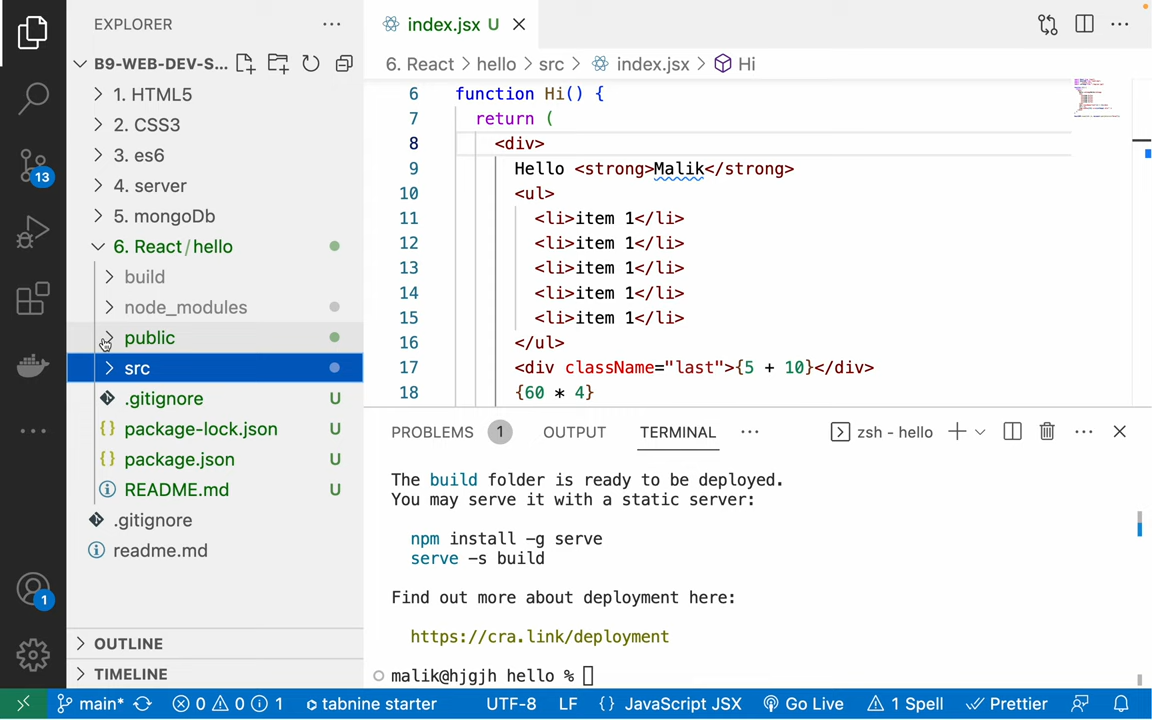 EXPLORER
B9-WEB-DEV-S...
1. HTML5
2. CSS3
3. es6
4. server
5. mongoDb
6. React/hello
build
node_modules
public
src
.gitignore U
package-lock.json U
package.json U
README.md U
.gitignore
readme.md
OUTLINE
TIMELINE
13
1
index.jsx U
6. React > hello > src > index.jsx > Hi
6 function Hi() {
7 return (
8 <div>
9 Hello <strong>Malik</strong>
10 <ul>
11 <li>item 1</li>
12 <li>item 1</li>
13 <li>item 1</li>
14 <li>item 1</li>
15 <li>item 1</li>
16 </ul>
17 <div className="last">{5 + 10}</div>
18 {60 * 4}
PROBLEMS 1 OUTPUT TERMINAL zsh - hello
The build folder is ready to be deployed.
You may serve it with a static server:
npm install -g serve
serve -s build
Find out more about deployment here:
https://cra.link/deployment
malik@hjgjh hello %
main* 0 0 1 tabnine starter UTF-8 LF {} JavaScript JSX Go Live 1 Spell Prettier